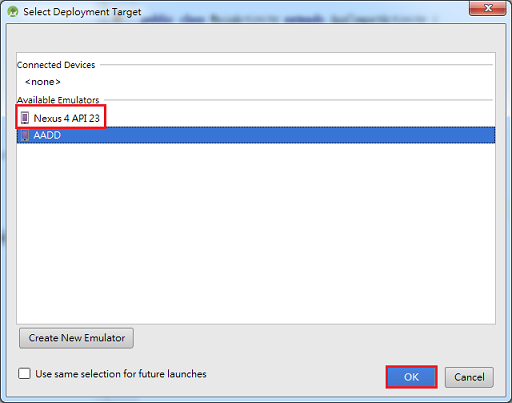 Select Deployment Target
Connected Devices
<none>
Available Emulators
Nexus 4 API 23
AADD
Create New Emulator
Use same selection for future launches
OK
Cancel